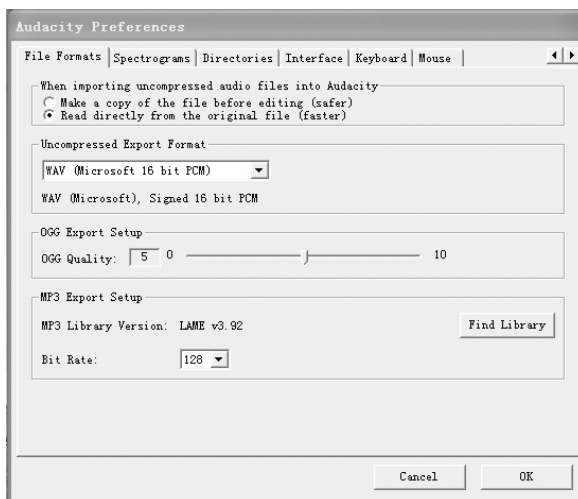 Audacity Preferences
File Formats Spectrograms Directories Interface Keyboard Mouse
When importing uncompressed audio files into Audacity
Make a copy of the file before editing (safer)
Read directly from the original file (faster)
Uncompressed Export Format
WAV (Microsoft 16 bit PCM)
WAV (Microsoft), Signed 16 bit PCM
OGG Export Setup
OGG Quality: 5 0 10
MP3 Export Setup
MP3 Library Version: LAME v3.92 Find Library
Bit Rate: 128
Cancel OK